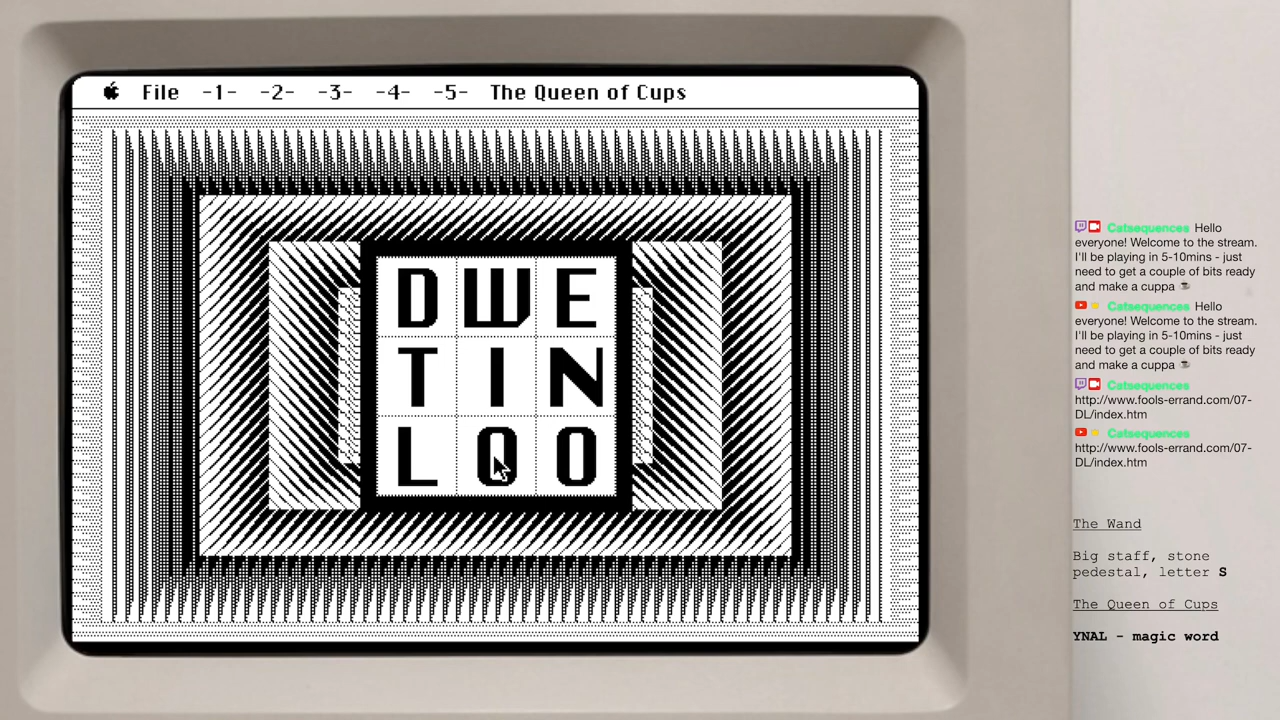 File -1- -2- -3- -4- -5- The Queen of Cups
D W E
T I N
L O O
Catsequences Hello
everyone! Welcome to the stream.
I'll be playing in 5-10mins - just
need to get a couple of bits ready
and make a cuppa ☕
Catsequences Hello
everyone! Welcome to the stream.
I'll be playing in 5-10mins - just
need to get a couple of bits ready
and make a cuppa ☕
Catsequences
http://www.fools-errand.com/07-
DL/index.htm
Catsequences
http://www.fools-errand.com/07-
DL/index.htm
The Wand
Big staff, stone
pedestal, letter S
The Queen of Cups
YNAL - magic word